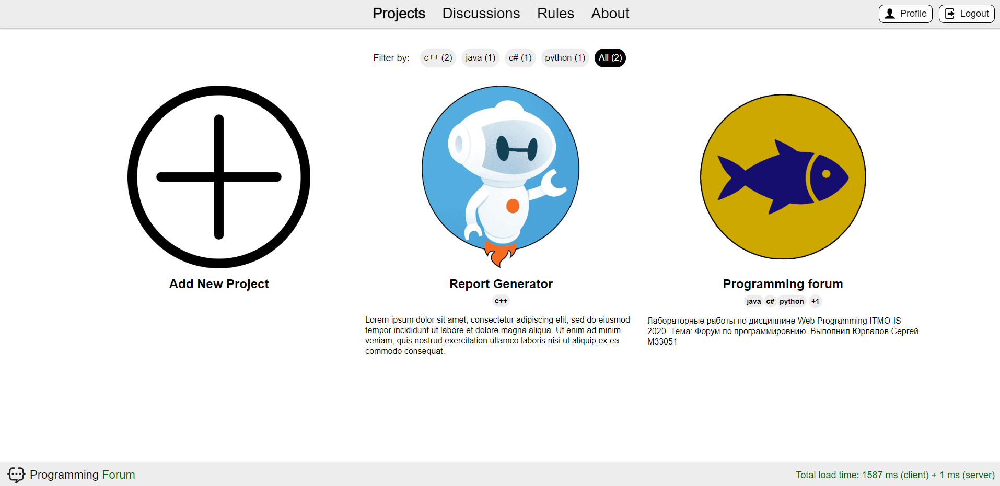 Projects Discussions Rules About Profile Logout
Filter by: c++ (2) java (1) c# (1) python (1) All (2)
Add New Project
Report Generator
c++
Lorem ipsum dolor sit amet, consectetur adipiscing elit, sed do eiusmod
tempor incididunt ut labore et dolore magna aliqua. Ut enim ad minim
veniam, quis nostrud exercitation ullamco laboris nisi ut aliquip ex ea
commodo consequat.
Programming forum
java c# python +1
Лабораторные работы по дисциплине Web Programming ITMO-IS-
2020. Тема: Форум по программировнию. Выполнил Юрпалов Сергей
M33051
Programming Forum
Total load time: 1587 ms (client) + 1 ms (server)